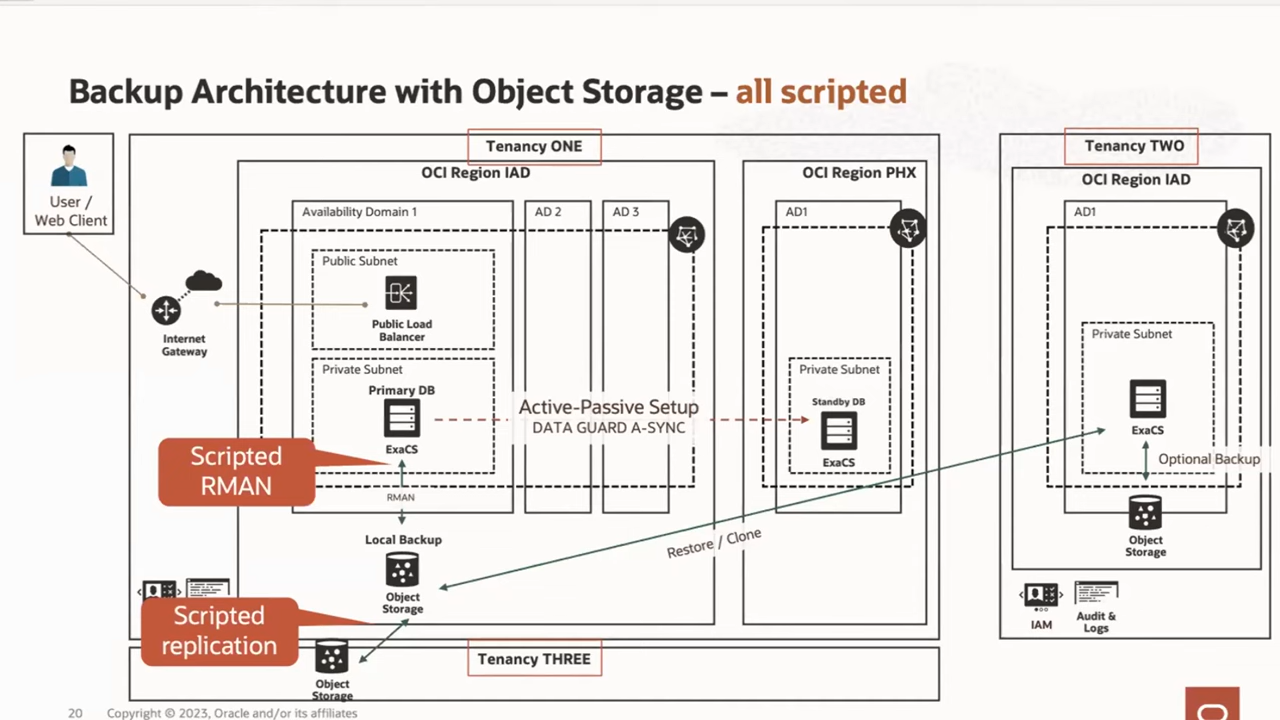 Backup Architecture with Object Storage – all scripted
User /
Web Client
Internet
Gateway
Tenancy ONE
OCI Region IAD
Availability Domain 1
AD 2
AD 3
Public Subnet
Public Load
Balancer
Private Subnet
Primary DB
ExaCS
Active-Passive Setup
DATA GUARD A-SYNC
Scripted
RMAN
RMAN
Local Backup
Object
Storage
Scripted
replication
OCI Region PHX
AD1
Private Subnet
Standby DB
ExaCS
Restore / Clone
Tenancy TWO
OCI Region IAD
AD1
Private Subnet
ExaCS
Optional Backup
Object
Storage
IAM
Audit &
Logs
Tenancy THREE
Object
Storage
20
Copyright © 2023, Oracle and/or its affiliates